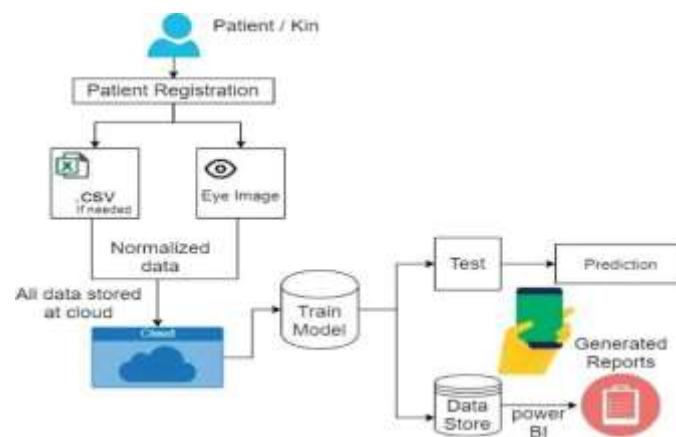 Patient / Kin
Patient Registration
.CSV
If needed
Eye Image
Normalized
data
All data stored
at cloud
Cloud
Train
Model
Test
Prediction
Generated
Reports
Data
Store
power
BI